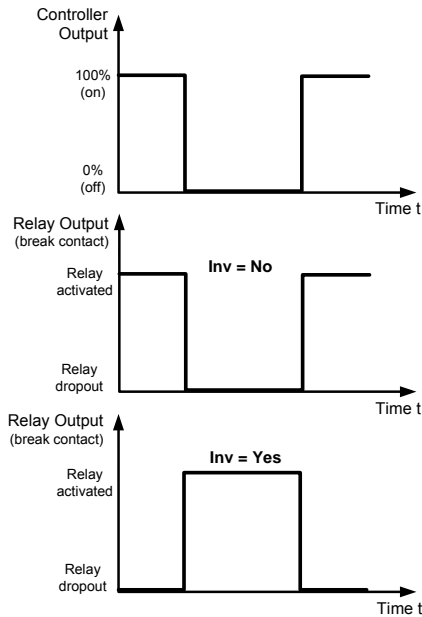 Controller
Output
100%
(on)
0%
(off)
Time t
Relay Output
(break contact)
Inv = No
Relay
activated
Relay
dropout
Time t
Relay Output
(break contact)
Inv = Yes
Relay
activated
Relay
dropout
Time t